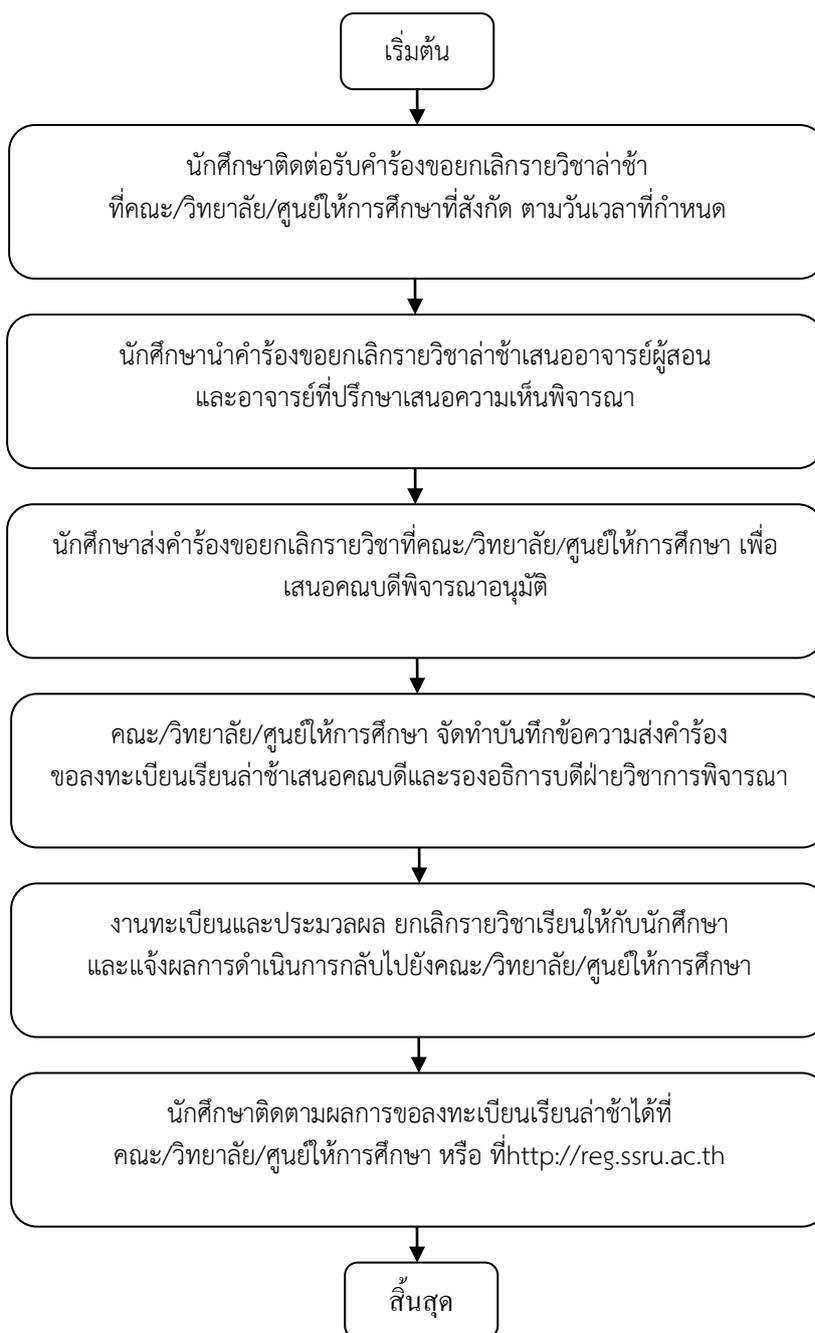 เริ่มต้น
นักศึกษาติดต่อรับคำร้องขอยกเลิกรายวิชาล่าช้า
ที่คณะ/วิทยาลัย/ศูนย์ให้การศึกษาที่สังกัด ตามวันเวลาที่กำหนด
นักศึกษานำคำร้องขอยกเลิกรายวิชาล่าช้าเสนออาจารย์ผู้สอน
และอาจารย์ที่ปรึกษาเสนอความเห็นพิจารณา
นักศึกษาส่งคำร้องขอยกเลิกรายวิชาที่คณะ/วิทยาลัย/ศูนย์ให้การศึกษา เพื่อ
เสนอคณบดีพิจารณาอนุมัติ
คณะ/วิทยาลัย/ศูนย์ให้การศึกษา จัดทำบันทึกข้อความส่งคำร้อง
ขอลงทะเบียนเรียนล่าช้าเสนอคณบดีและรองอธิการบดีฝ่ายวิชาการพิจารณา
งานทะเบียนและประมวลผล ยกเลิกรายวิชาเรียนให้กับนักศึกษา
และแจ้งผลการดำเนินการกลับไปยังคณะ/วิทยาลัย/ศูนย์ให้การศึกษา
นักศึกษาติดตามผลการขอลงทะเบียนเรียนล่าช้าได้ที่
คณะ/วิทยาลัย/ศูนย์ให้การศึกษา หรือ ที่http://reg.ssru.ac.th
สิ้นสุด